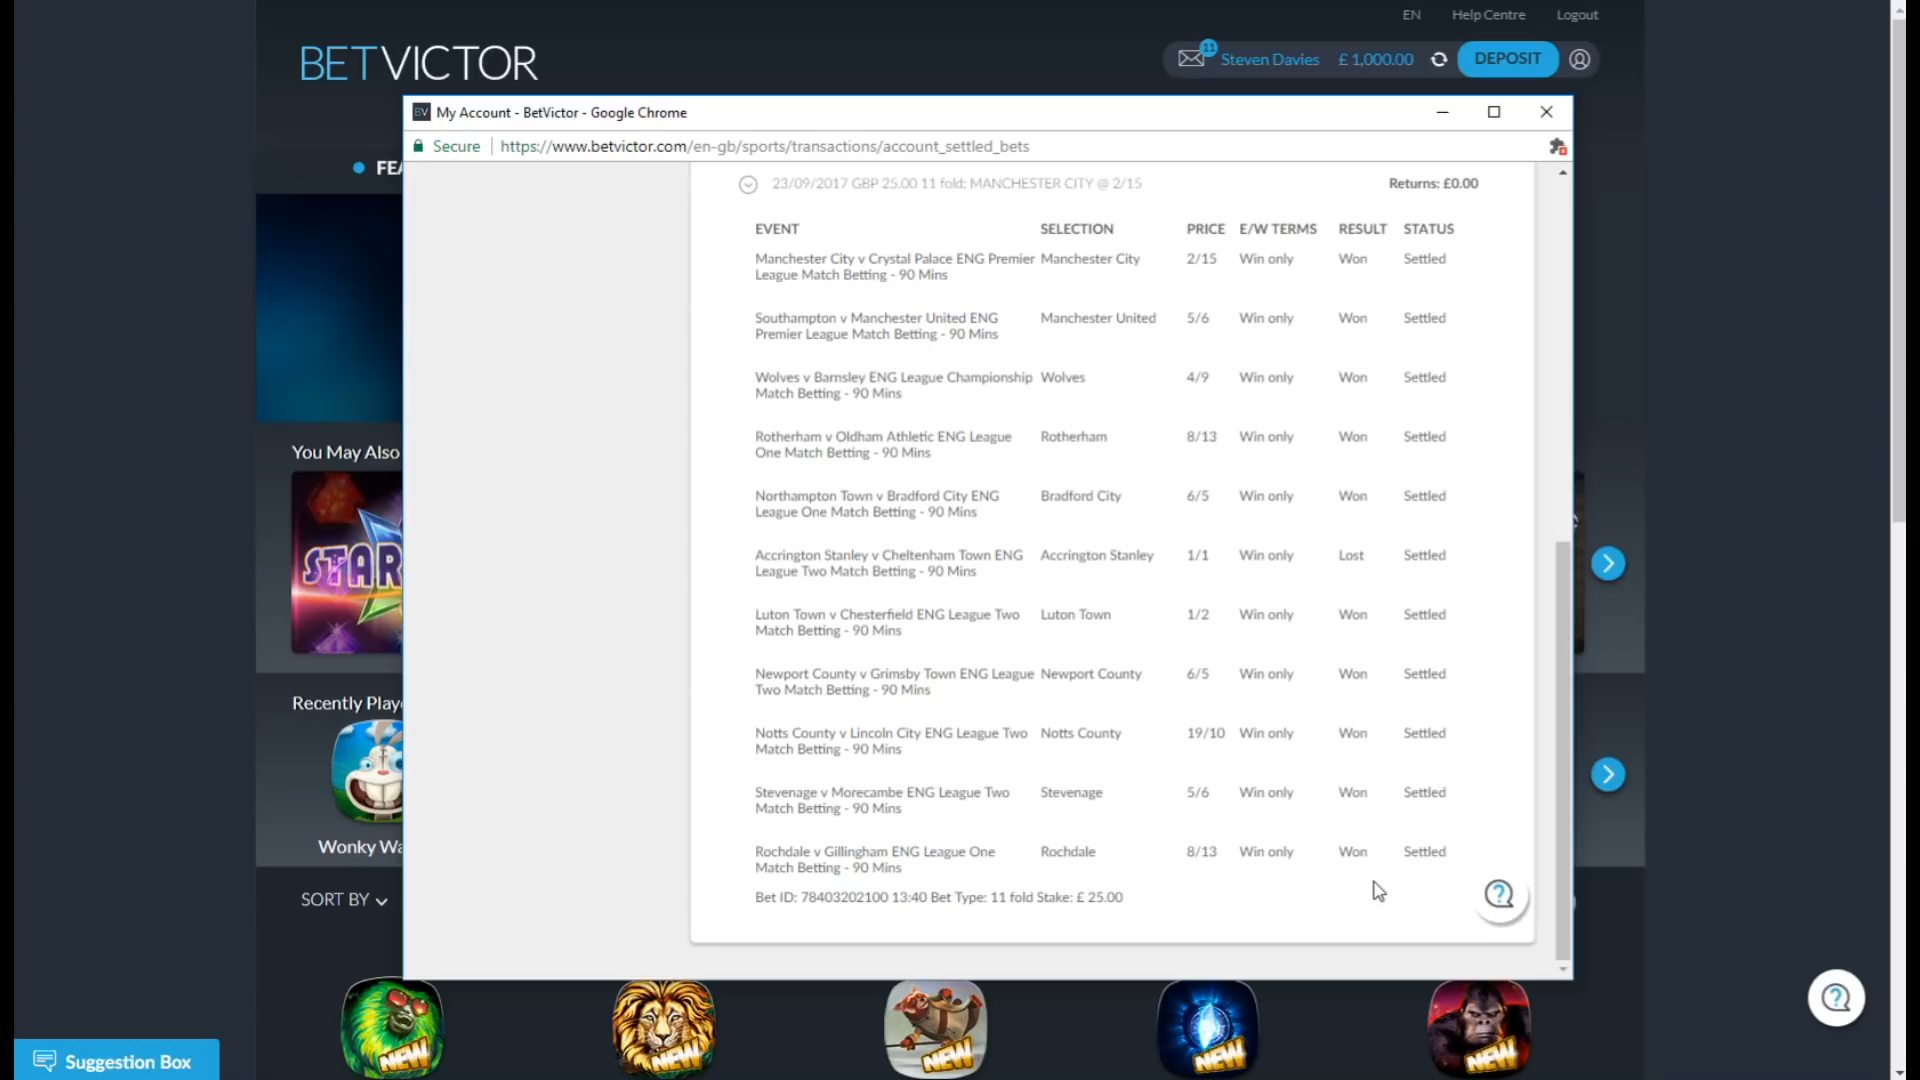 EN Help Centre Logout
BETVICTOR
11 Steven Davies £ 1,000.00 DEPOSIT
BV My Account - BetVictor - Google Chrome
Secure https://www.betvictor.com/en-gb/sports/transactions/account_settled_bets
23/09/2017 GBP 25.00 11 fold: MANCHESTER CITY @ 2/15 Returns: £0.00
EVENT SELECTION PRICE E/W TERMS RESULT STATUS
Manchester City v Crystal Palace ENG Premier Manchester City 2/15 Win only Won Settled
League Match Betting - 90 Mins
Southampton v Manchester United ENG Manchester United 5/6 Win only Won Settled
Premier League Match Betting - 90 Mins
Wolves v Barnsley ENG League Championship Wolves 4/9 Win only Won Settled
Match Betting - 90 Mins
Rotherham v Oldham Athletic ENG League Rotherham 8/13 Win only Won Settled
One Match Betting - 90 Mins
Northampton Town v Bradford City ENG Bradford City 6/5 Win only Won Settled
League One Match Betting - 90 Mins
Accrington Stanley v Cheltenham Town ENG Accrington Stanley 1/1 Win only Lost Settled
League Two Match Betting - 90 Mins
Luton Town v Chesterfield ENG League Two Luton Town 1/2 Win only Won Settled
Match Betting - 90 Mins
Newport County v Grimsby Town ENG League Newport County 6/5 Win only Won Settled
Two Match Betting - 90 Mins
Notts County v Lincoln City ENG League Two Notts County 19/10 Win only Won Settled
Match Betting - 90 Mins
Stevenage v Morecambe ENG League Two Stevenage 5/6 Win only Won Settled
Match Betting - 90 Mins
Rochdale v Gillingham ENG League One Rochdale 8/13 Win only Won Settled
Match Betting - 90 Mins
Bet ID: 78403202100 13:40 Bet Type: 11 fold Stake: £ 25.00
FEA
You May Also
STAR
Recently Play
Wonky Wa
SORT BY
NEW NEW NEW NEW NEW
Suggestion Box